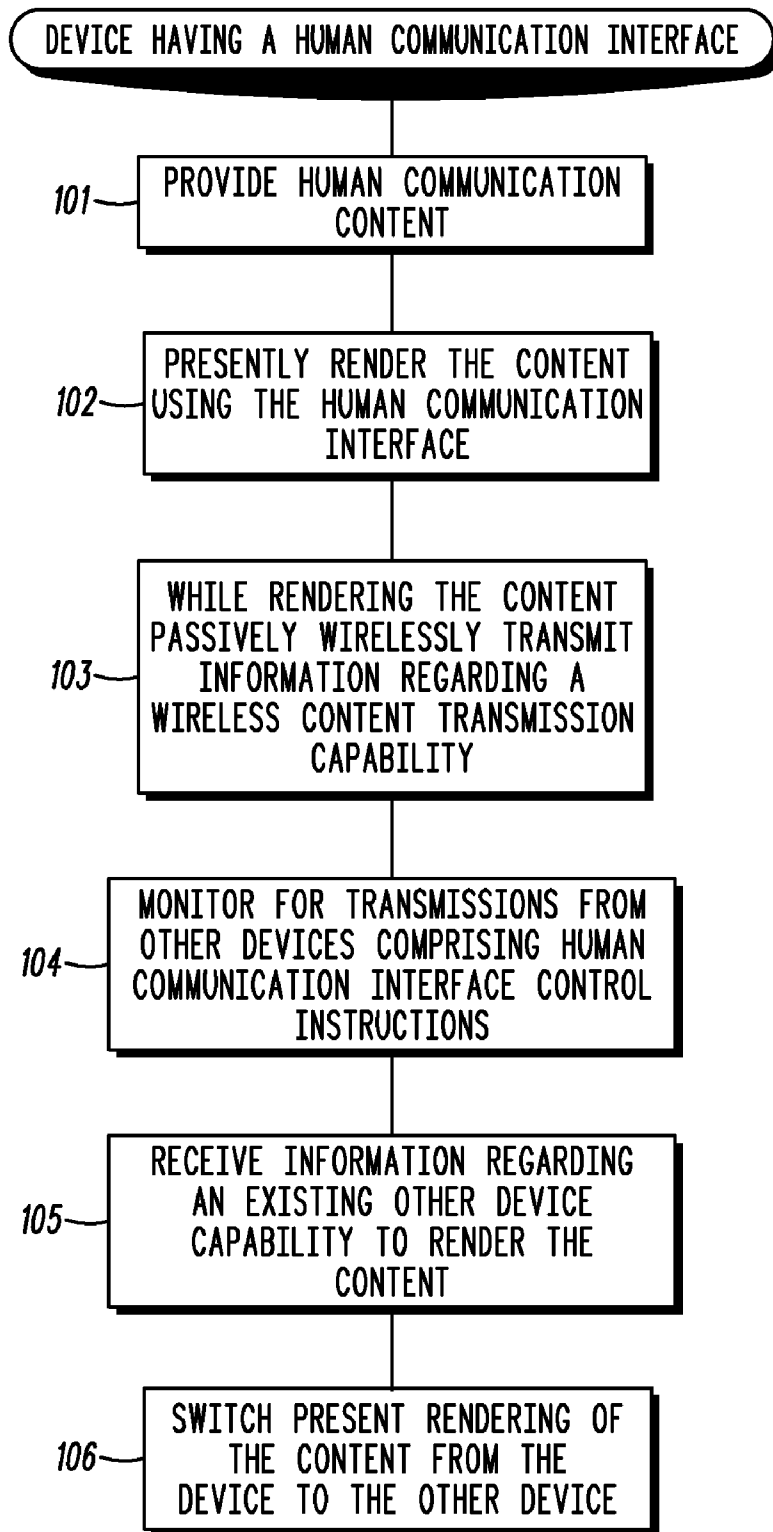 DEVICE HAVING A HUMAN COMMUNICATION INTERFACE
101
PROVIDE HUMAN COMMUNICATION
CONTENT
102
PRESENTLY RENDER THE CONTENT
USING THE HUMAN COMMUNICATION
INTERFACE
103
WHILE RENDERING THE CONTENT
PASSIVELY WIRELESSLY TRANSMIT
INFORMATION REGARDING A
WIRELESS CONTENT TRANSMISSION
CAPABILITY
104
MONITOR FOR TRANSMISSIONS FROM
OTHER DEVICES COMPRISING HUMAN
COMMUNICATION INTERFACE CONTROL
INSTRUCTIONS
105
RECEIVE INFORMATION REGARDING
AN EXISTING OTHER DEVICE
CAPABILITY TO RENDER THE
CONTENT
106
SWITCH PRESENT RENDERING OF
THE CONTENT FROM THE
DEVICE TO THE OTHER DEVICE